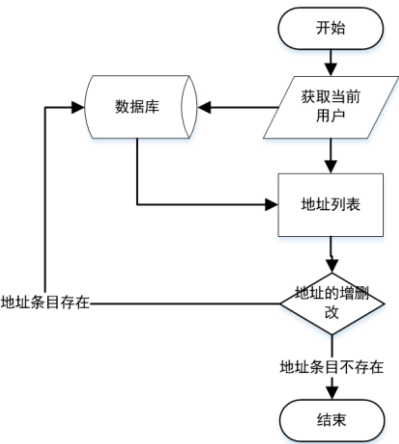 开始
获取当前
用户
数据库
地址列表
地址的增删
改
地址条目存在
地址条目不存在
结束